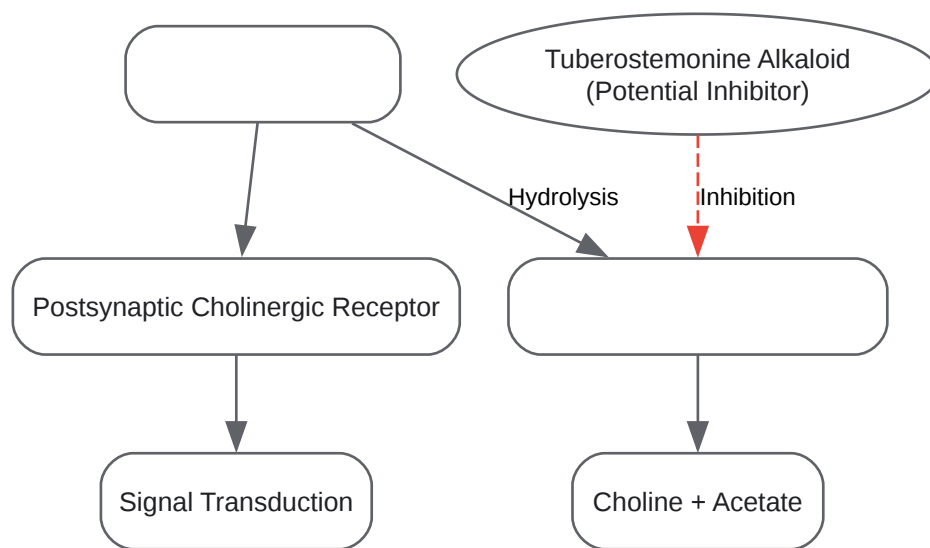 Tuberostemonine Alkaloid
(Potential Inhibitor)
Hydrolysis
Inhibition
Postsynaptic Cholinergic Receptor
Signal Transduction
Choline + Acetate